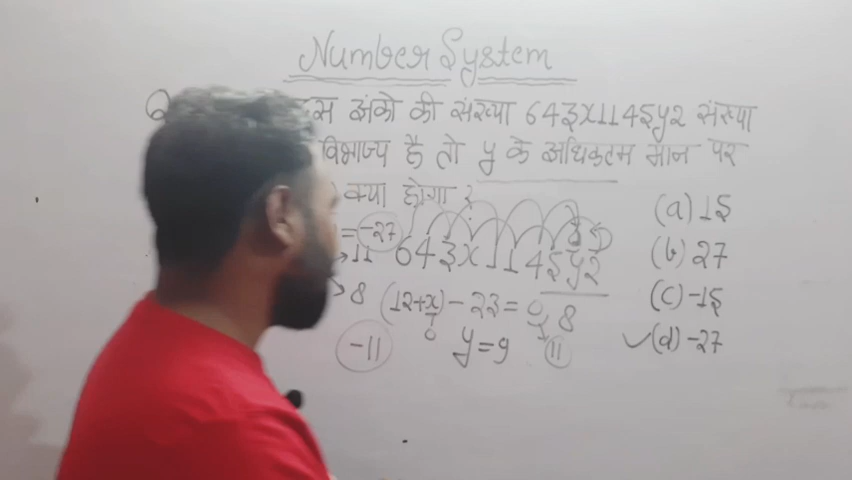 Number System
Q अंको की संख्या 643x1145y2 संख्या
विभाज्य है तो y के अधिकतम मान पर
क्या होगा ?
(a) 15
= -27
643x1145y2
(b) 27
11
8
(12+x) - 23 = 0
8
(c) -15
-11
0
y=9
11
(d) -27